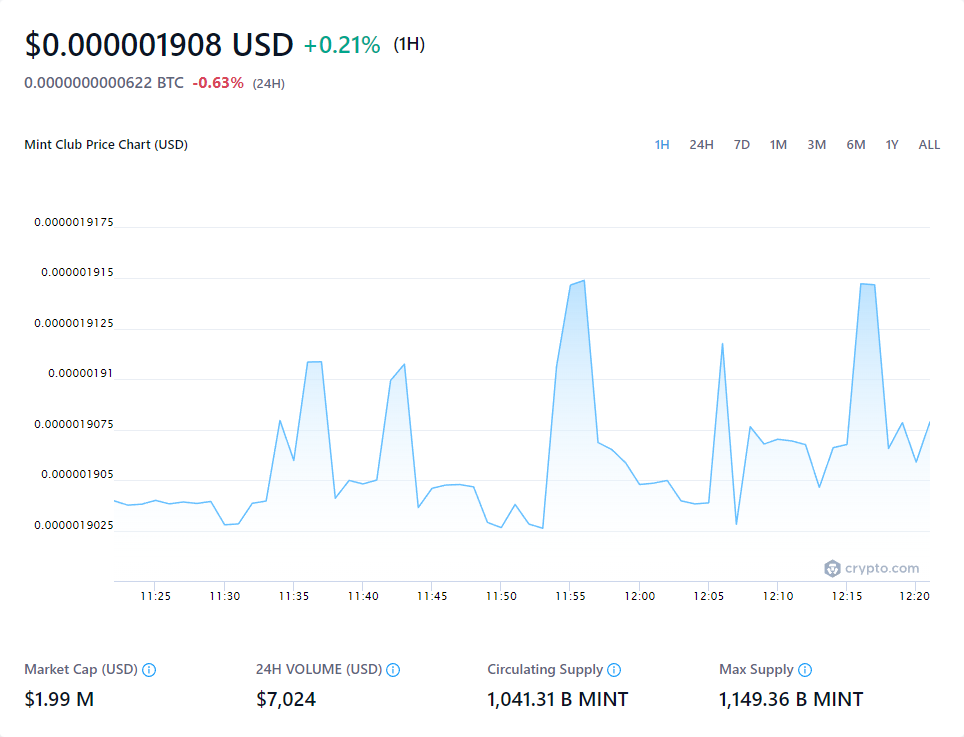 $0.000001908 USD +0.21% (1H)
0.0000000000622 BTC -0.63% (24H)
Mint Club Price Chart (USD) 1H 24H 7D 1M 3M 6M 1Y ALL
0.0000019175
0.000001915
0.0000019125
0.00000191
0.0000019075
0.000001905
0.0000019025
crypto.com
11:25 11:30 11:35 11:40 11:45 11:50 11:55 12:00 12:05 12:10 12:15 12:20
Market Cap (USD) 24H VOLUME (USD) Circulating Supply Max Supply
$1.99 M $7,024 1,041.31 B MINT 1,149.36 B MINT